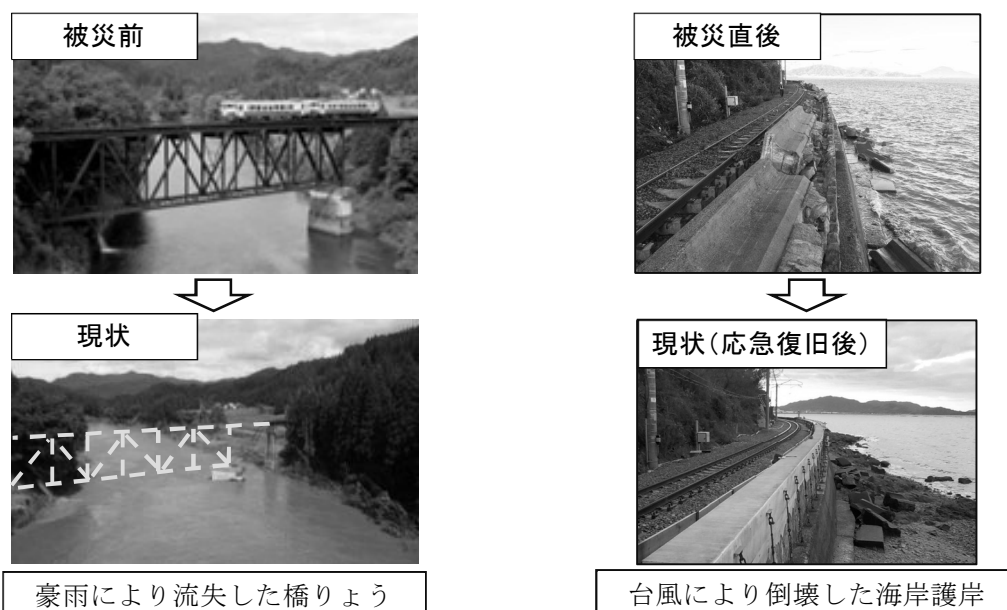 被災前
被災直後
現状
現状(応急復旧後)
豪雨により流失した橋りょう
台風により倒壊した海岸護岸